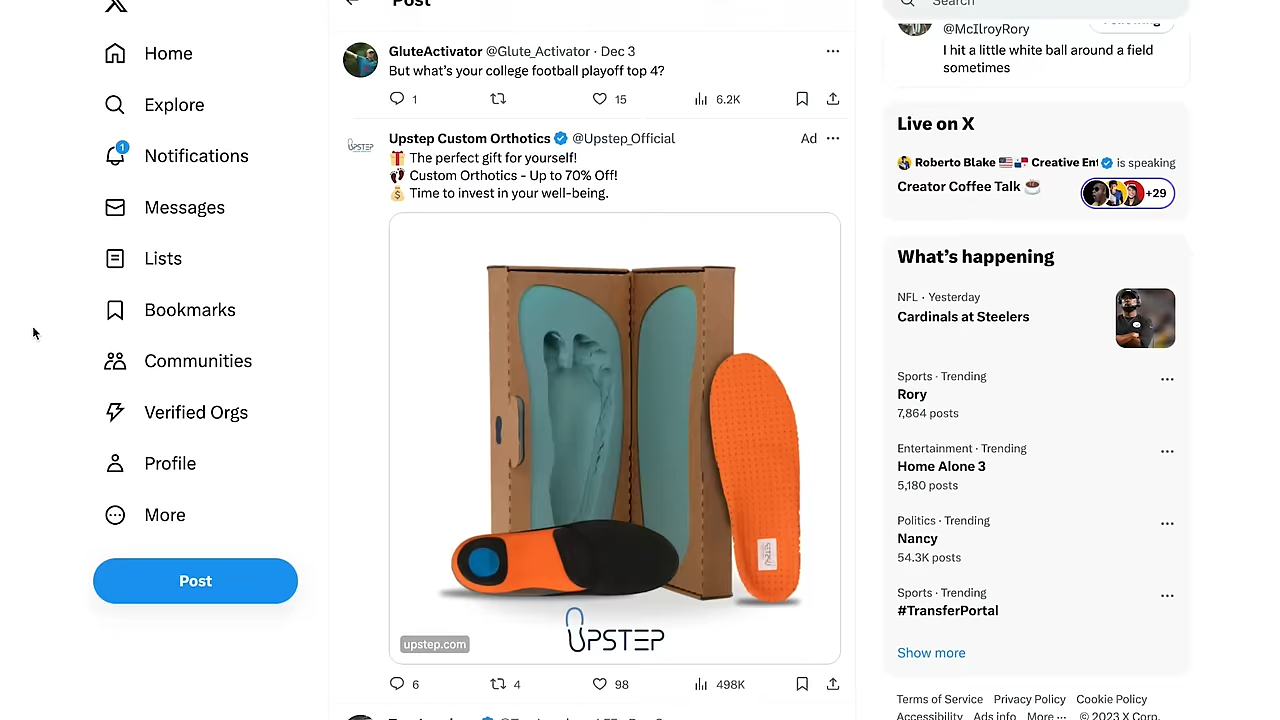 Home
Explore
1
Notifications
Messages
Lists
Bookmarks
Communities
Verified Orgs
Profile
More
Post
Post
GluteActivator @Glute_Activator · Dec 3
But what's your college football playoff top 4?
1 15 6.2K
Upstep Custom Orthotics @Upstep_Official Ad
🎁 The perfect gift for yourself!
👣 Custom Orthotics - Up to 70% Off!
💰 Time to invest in your well-being.
UPSTEP
upstep.com
6 4 98 498K
Search
@McIlroyRory
I hit a little white ball around a field
sometimes
Live on X
Roberto Blake 🇺🇸🇵🇦 Creative Ent is speaking
Creator Coffee Talk ☕
+29
What's happening
NFL · Yesterday
Cardinals at Steelers
Sports · Trending
Rory
7,864 posts
Entertainment · Trending
Home Alone 3
5,180 posts
Politics · Trending
Nancy
54.3K posts
Sports · Trending
#TransferPortal
Show more
Terms of Service Privacy Policy Cookie Policy
Accessibility Ads info More ··· © 2023 X Corp.